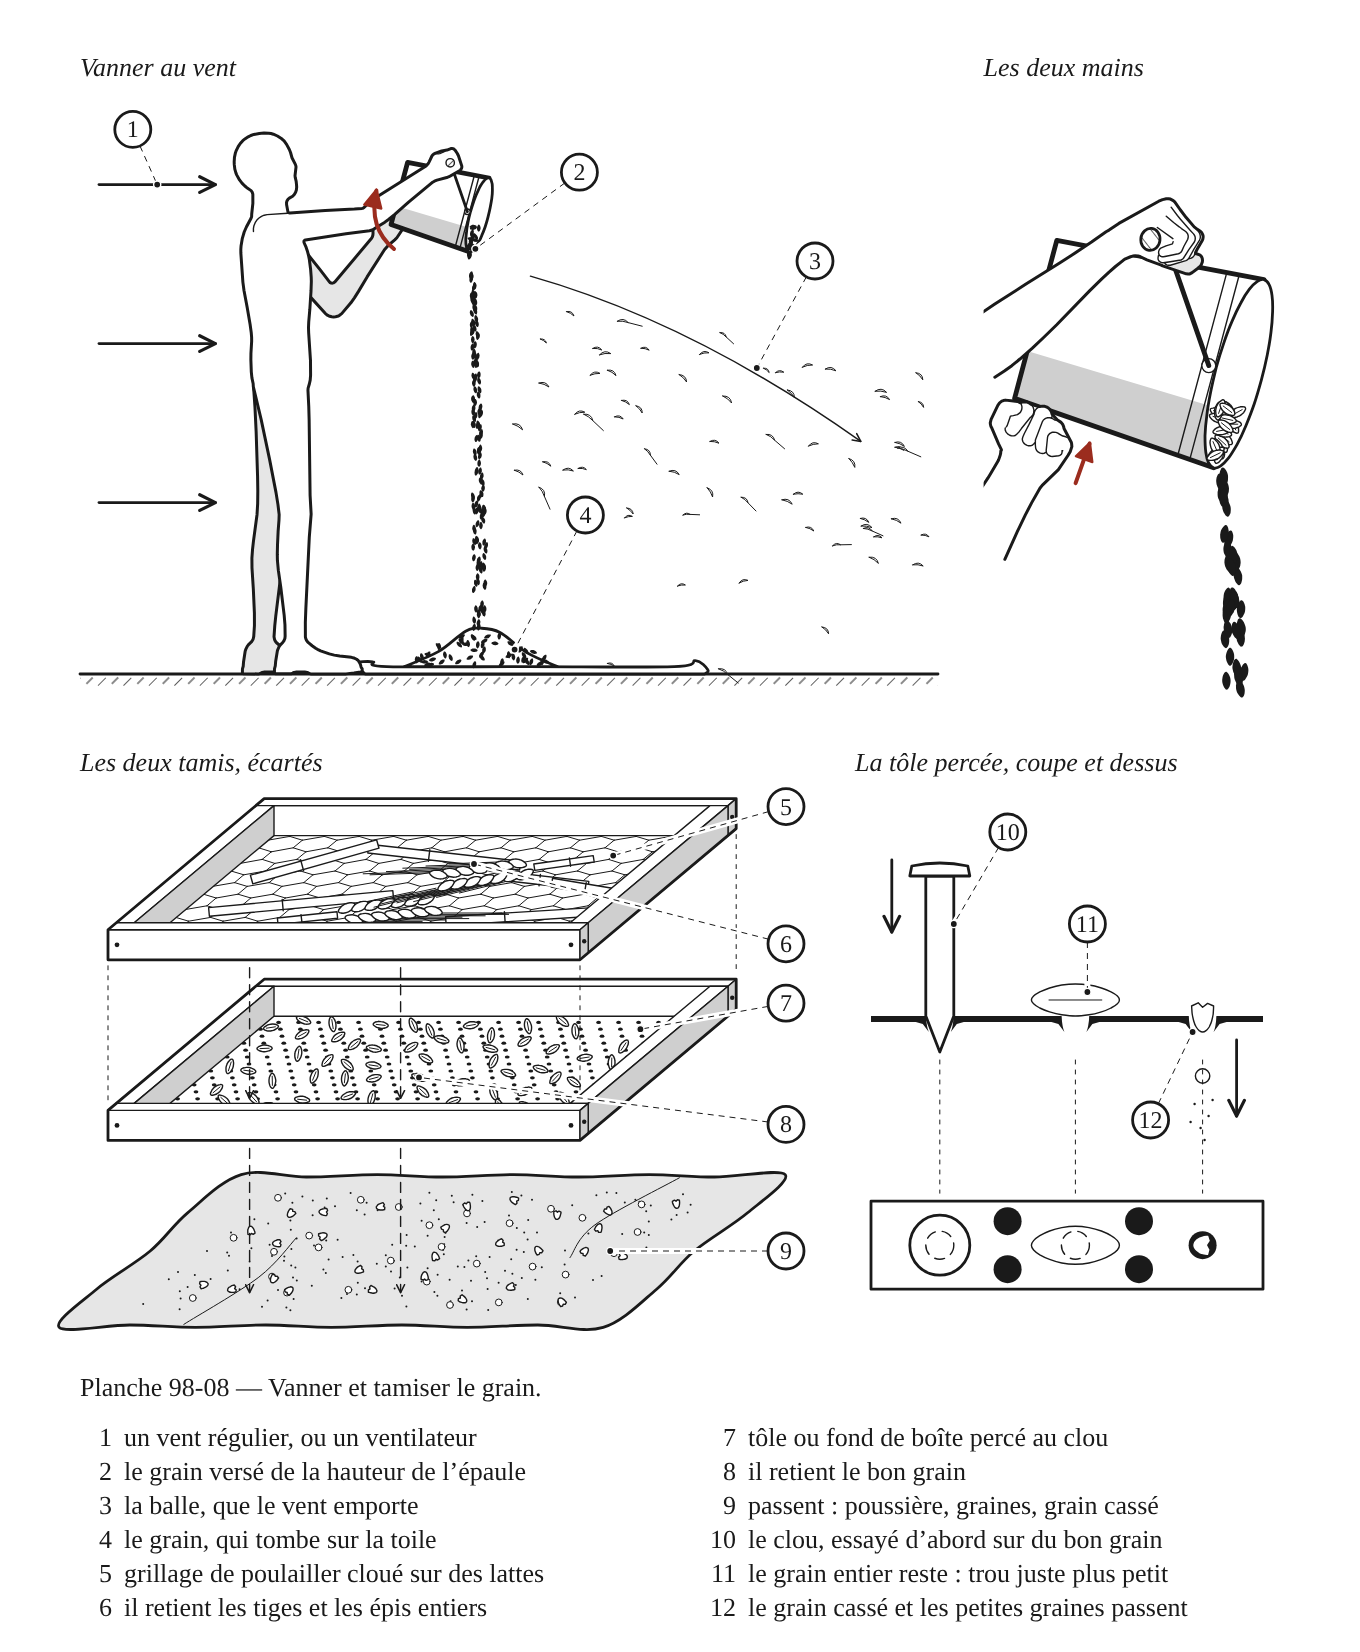 Vanner au vent
Les deux mains
1
2
3
4
Les deux tamis, écartés
La tôle percée, coupe et dessus
5
6
7
8
9
10
11
12
Planche 98-08 — Vanner et tamiser le grain.
1 un vent régulier, ou un ventilateur
2 le grain versé de la hauteur de l’épaule
3 la balle, que le vent emporte
4 le grain, qui tombe sur la toile
5 grillage de poulailler cloué sur des lattes
6 il retient les tiges et les épis entiers
7 tôle ou fond de boîte percé au clou
8 il retient le bon grain
9 passent : poussière, graines, grain cassé
10 le clou, essayé d’abord sur du bon grain
11 le grain entier reste : trou juste plus petit
12 le grain cassé et les petites graines passent